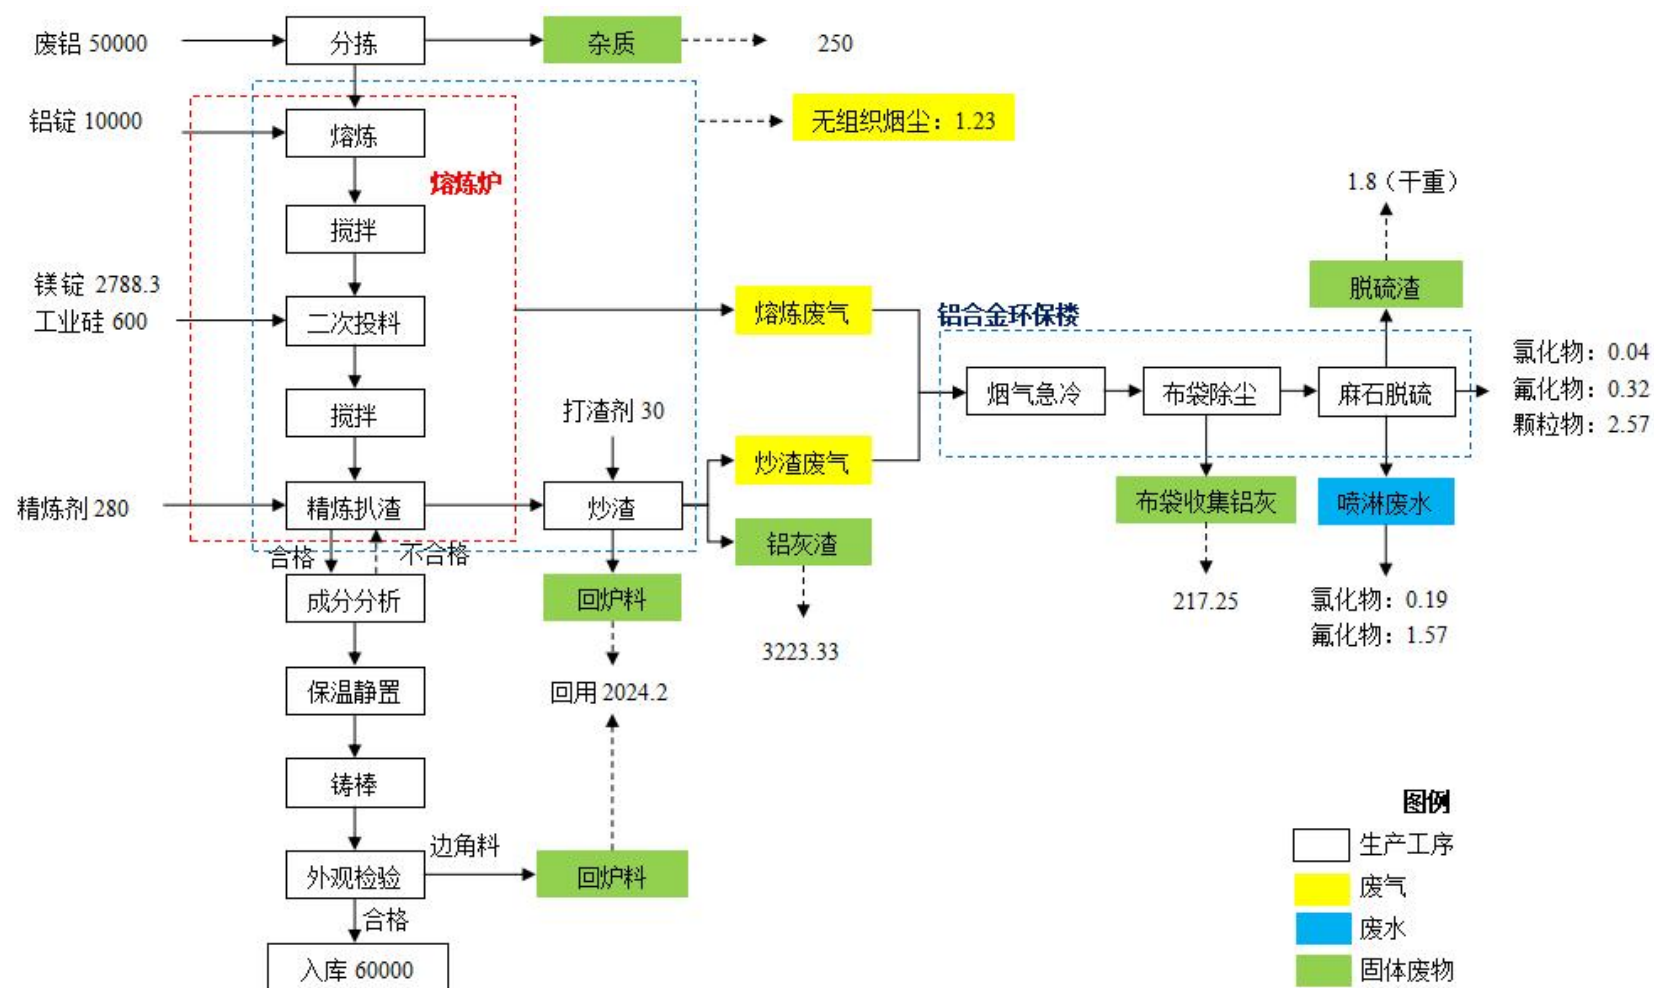 废铝 50000
分拣
杂质
250
铝锭 10000
熔炼
无组织烟尘：1.23
熔炼炉
搅拌
1.8（干重）
镁锭 2788.3
工业硅 600
二次投料
熔炼废气
铝合金环保楼
脱硫渣
搅拌
打渣剂 30
烟气急冷
布袋除尘
麻石脱硫
氯化物：0.04
氟化物：0.32
颗粒物：2.57
炒渣废气
精炼剂 280
精炼扒渣
炒渣
铝灰渣
布袋收集铝灰
喷淋废水
合格
不合格
成分分析
回炉料
3223.33
217.25
氯化物：0.19
氟化物：1.57
保温静置
回用 2024.2
铸棒
边角料
外观检验
回炉料
合格
入库 60000
图例
生产工序
废气
废水
固体废物